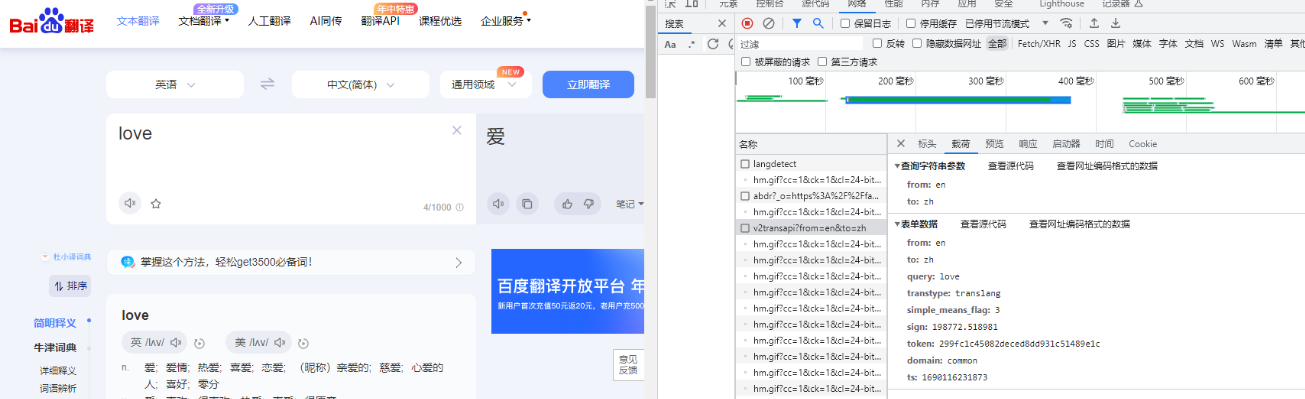 Bai du 翻译 文本翻译 全新升级 文档翻译 人工翻译 AI同传 年中特惠 翻译API 课程优选 企业服务
英语 中文(简体) 通用领域 NEW 立即翻译
love
4/1000
爱
笔记
杜小译词典
排序
简明释义
牛津词典
详细释义
词语辨析
掌握这个方法，轻松get3500必备词！
love
英 /lʌv/ 美 /lʌv/
n. 爱；爱情；热爱；喜爱；恋爱；（昵称）亲爱的；慈爱；心爱的
人；喜好；零分
百度翻译开放平台 年
新用户首次充值50元返20元，老用户充500
意见
反馈
元素 控制台 源代码 网络 性能 内存 应用 安全 Lighthouse 记录器
搜索
Aa .*
保留日志 停用缓存 已停用节流模式
过滤 反转 隐藏数据网址 全部 Fetch/XHR JS CSS 图片 媒体 字体 文档 WS Wasm 清单 其他
被屏蔽的请求 第三方请求
100 毫秒 200 毫秒 300 毫秒 400 毫秒 500 毫秒 600 毫秒
名称
langdetect
hm.gif?cc=1&ck=1&cl=24-bit...
abdr?_o=https%3A%2F%2Ffa...
hm.gif?cc=1&ck=1&cl=24-bit...
v2transapi?from=en&to=zh
hm.gif?cc=1&ck=1&cl=24-bit...
hm.gif?cc=1&ck=1&cl=24-bit...
hm.gif?cc=1&ck=1&cl=24-bit...
hm.gif?cc=1&ck=1&cl=24-bit...
hm.gif?cc=1&ck=1&cl=24-bit...
hm.gif?cc=1&ck=1&cl=24-bit...
hm.gif?cc=1&ck=1&cl=24-bit...
hm.gif?cc=1&ck=1&cl=24-bit...
hm.gif?cc=1&ck=1&cl=24-bit...
标头 载荷 预览 响应 启动器 时间 Cookie
查询字符串参数 查看源代码 查看网址编码格式的数据
from: en
to: zh
表单数据 查看源代码 查看网址编码格式的数据
from: en
to: zh
query: love
transtype: translang
simple_means_flag: 3
sign: 198772.518981
token: 299fc1c45082deced8dd931c51489e1c
domain: common
ts: 1690116231873